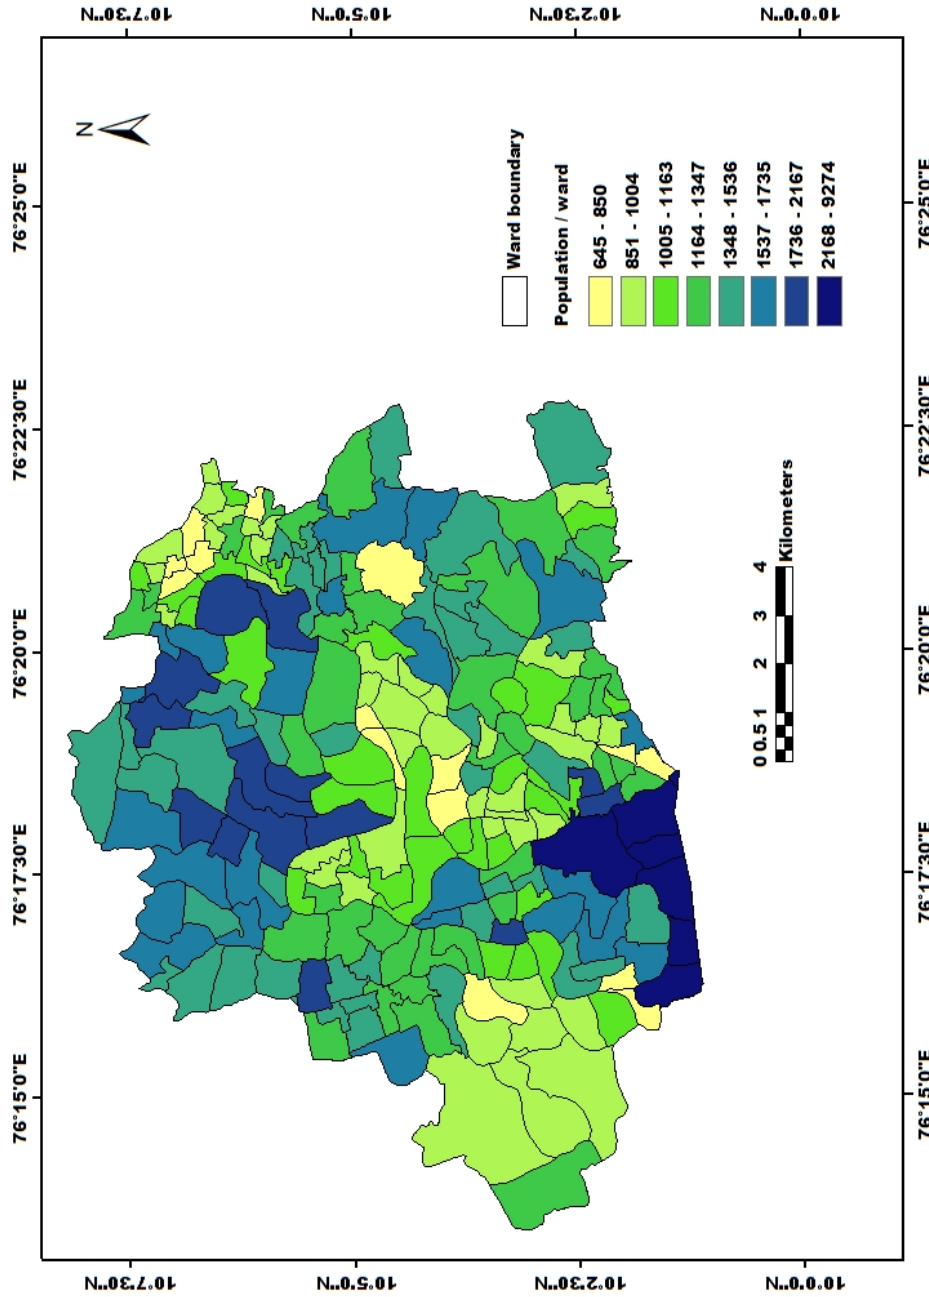 76°15'0"E 76°17'30"E 76°20'0"E 76°22'30"E 76°25'0"E
10°7'30"N 10°7'30"N
N
10°5'0"N 10°5'0"N
10°2'30"N 10°2'30"N
10°0'0"N 10°0'0"N
Ward boundary
Population / ward
645 - 850
851 - 1004
1005 - 1163
1164 - 1347
1348 - 1536
1537 - 1735
1736 - 2167
2168 - 9274
0 0.5 1 2 3 4
Kilometers
76°15'0"E 76°17'30"E 76°20'0"E 76°22'30"E 76°25'0"E